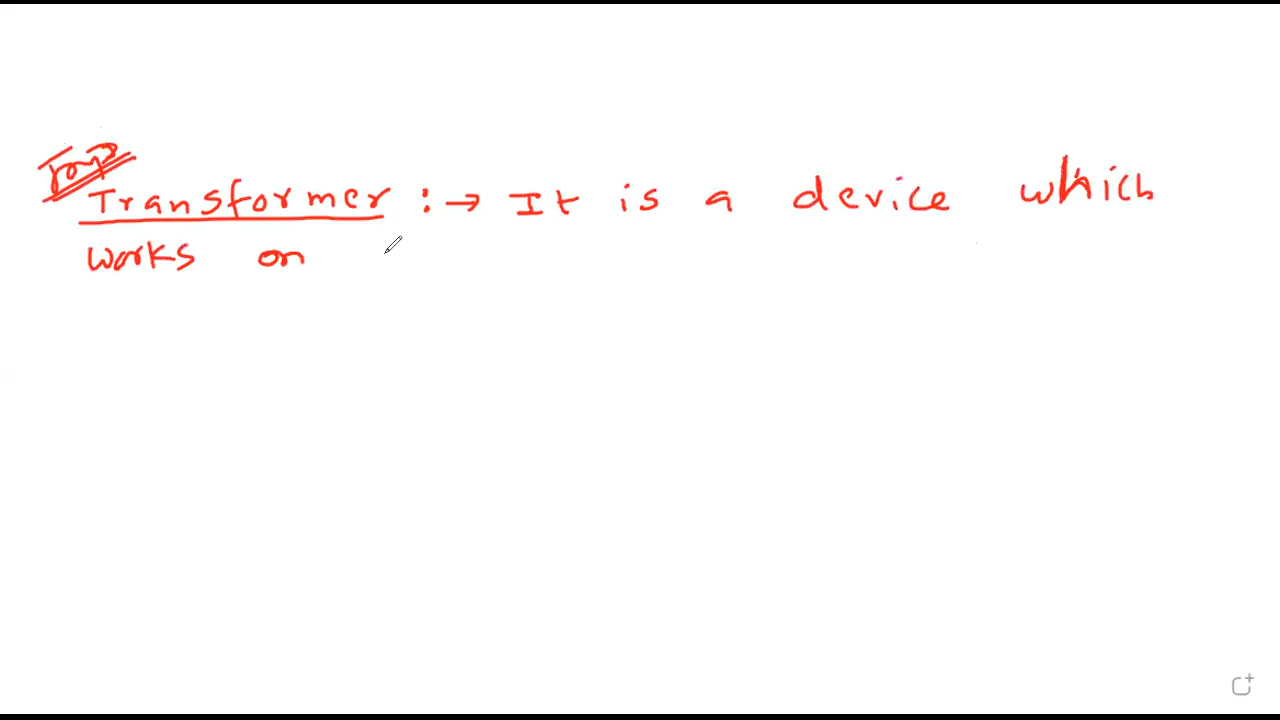 Transformer :→ It is a device which
works on